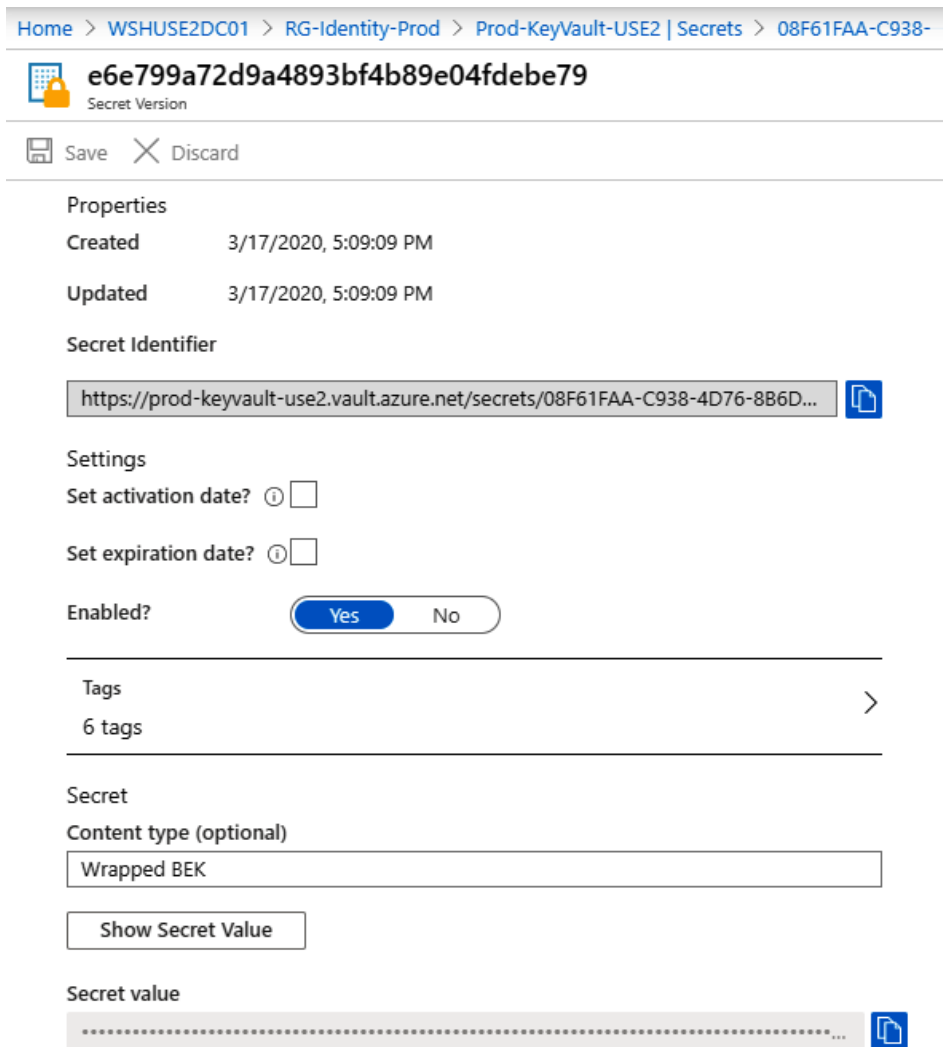 Home > WSHUSE2DC01 > RG-Identity-Prod > Prod-KeyVault-USE2 | Secrets > 08F61FAA-C938-
e6e799a72d9a4893bf4b89e04fdebe79
Secret Version
Save Discard
Properties
Created 3/17/2020, 5:09:09 PM
Updated 3/17/2020, 5:09:09 PM
Secret Identifier
https://prod-keyvault-use2.vault.azure.net/secrets/08F61FAA-C938-4D76-8B6D...
Settings
Set activation date?
Set expiration date?
Enabled? Yes No
Tags
6 tags
Secret
Content type (optional)
Wrapped BEK
Show Secret Value
Secret value